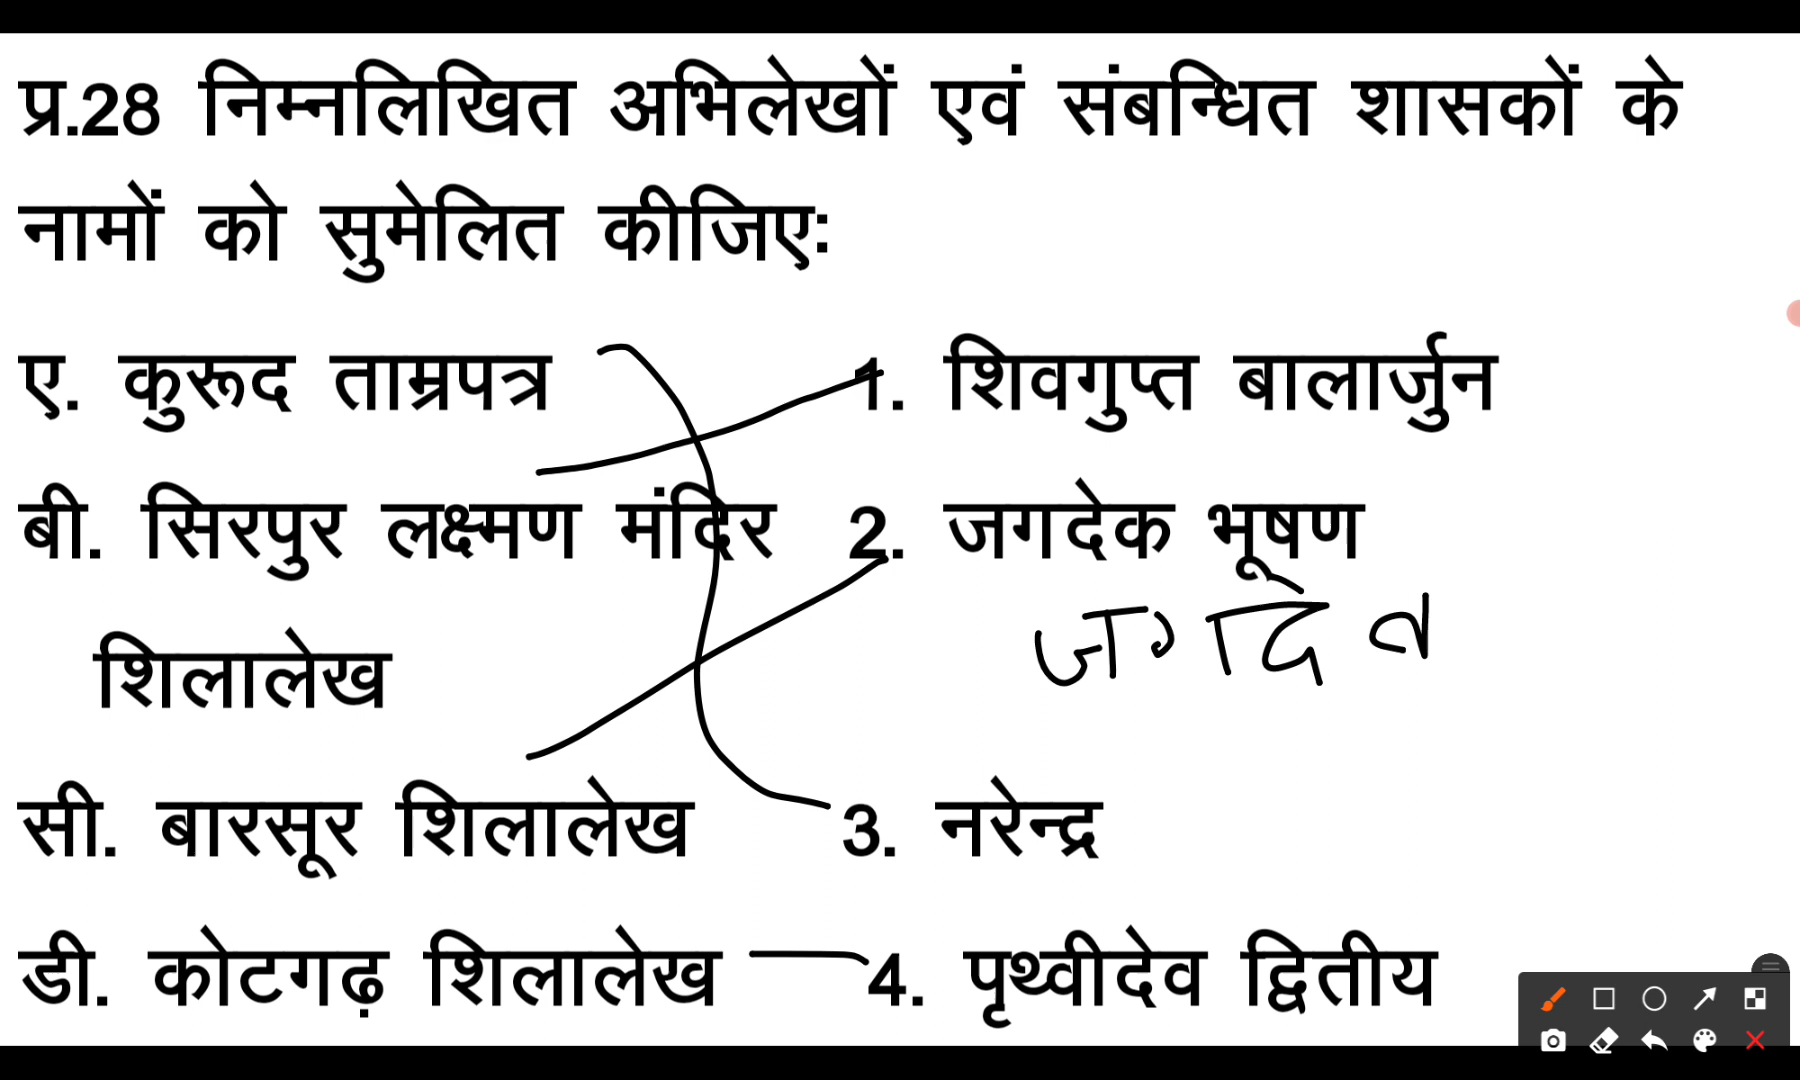 प्र.28 निम्नलिखित अभिलेखों एवं संबन्धित शासकों के
नामों को सुमेलित कीजिएः
ए. कुरूद ताम्रपत्र 1. शिवगुप्त बालार्जुन
बी. सिरपुर लक्ष्मण मंदिर 2. जगदेक भूषण
शिलालेख
सी. बारसूर शिलालेख 3. नरेन्द्र
डी. कोटगढ़ शिलालेख 4. पृथ्वीदेव द्वितीय